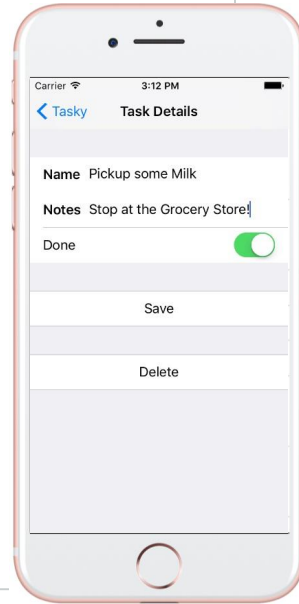 Carrier 3:12 PM
Tasky Task Details
Name Pickup some Milk
Notes Stop at the Grocery Store!
Done
Save
Delete